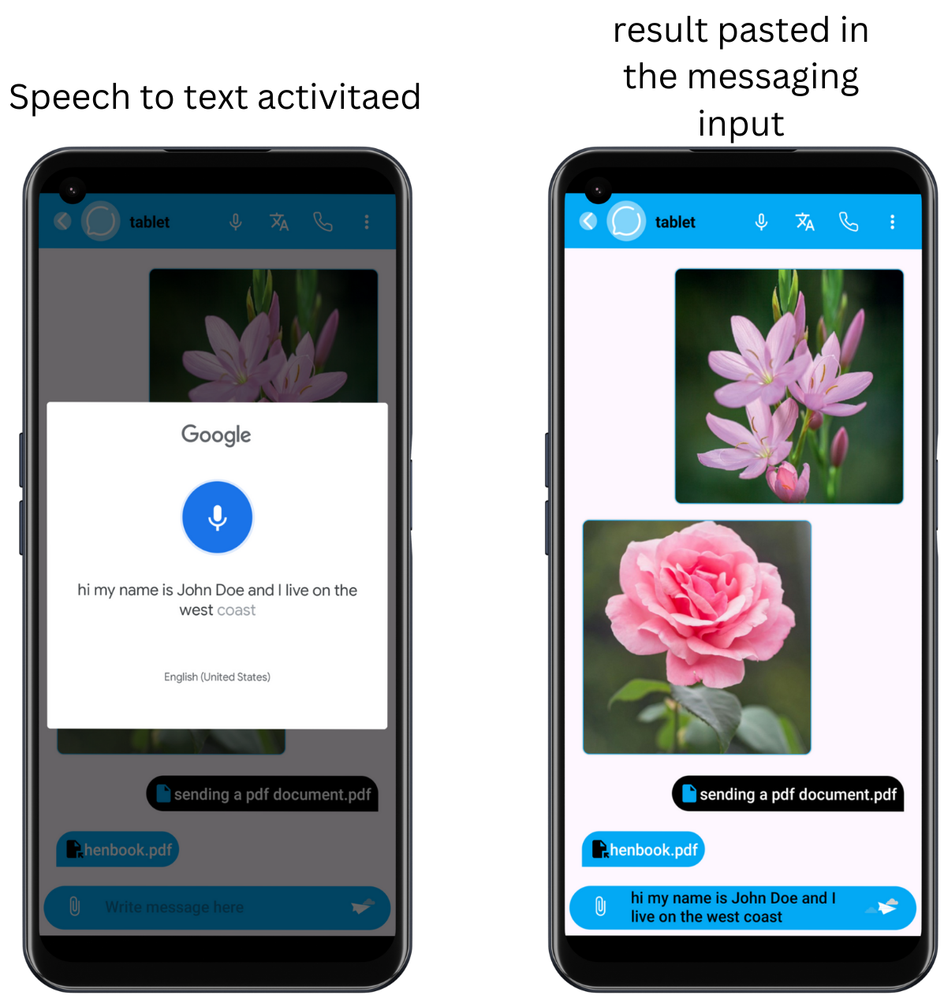 Speech to text activitaed
tablet
Google
hi my name is John Doe and I live on the
west coast
English (United States)
sending a pdf document.pdf
henbook.pdf
Write message here
result pasted in
the messaging
input
tablet
sending a pdf document.pdf
henbook.pdf
hi my name is John Doe and I
live on the west coast